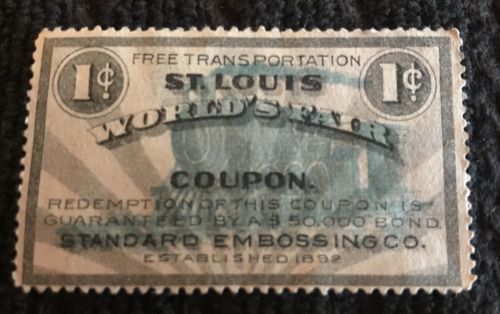 FREE TRANSPORTATION
1¢ ST. LOUIS 1¢
WORLD'S FAIR
COUPON.
REDEMPTION OF THIS COUPON IS
GUARANTEED BY A $50,000 BOND.
STANDARD EMBOSSING CO.
ESTABLISHED 1892